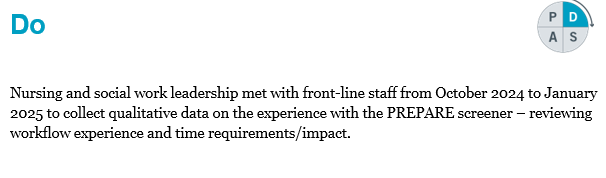 Do
P D
A S
Nursing and social work leadership met with front-line staff from October 2024 to January
2025 to collect qualitative data on the experience with the PREPARE screener – reviewing
workflow experience and time requirements/impact.